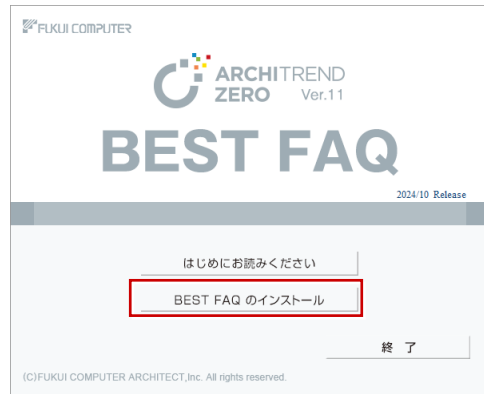 FUKUI COMPUTER
ARCHITREND
ZERO Ver.11
BEST FAQ
2024/10 Release
はじめにお読みください
BEST FAQ のインストール
終 了
(C)FUKUI COMPUTER ARCHITECT,Inc. All rights reserved.